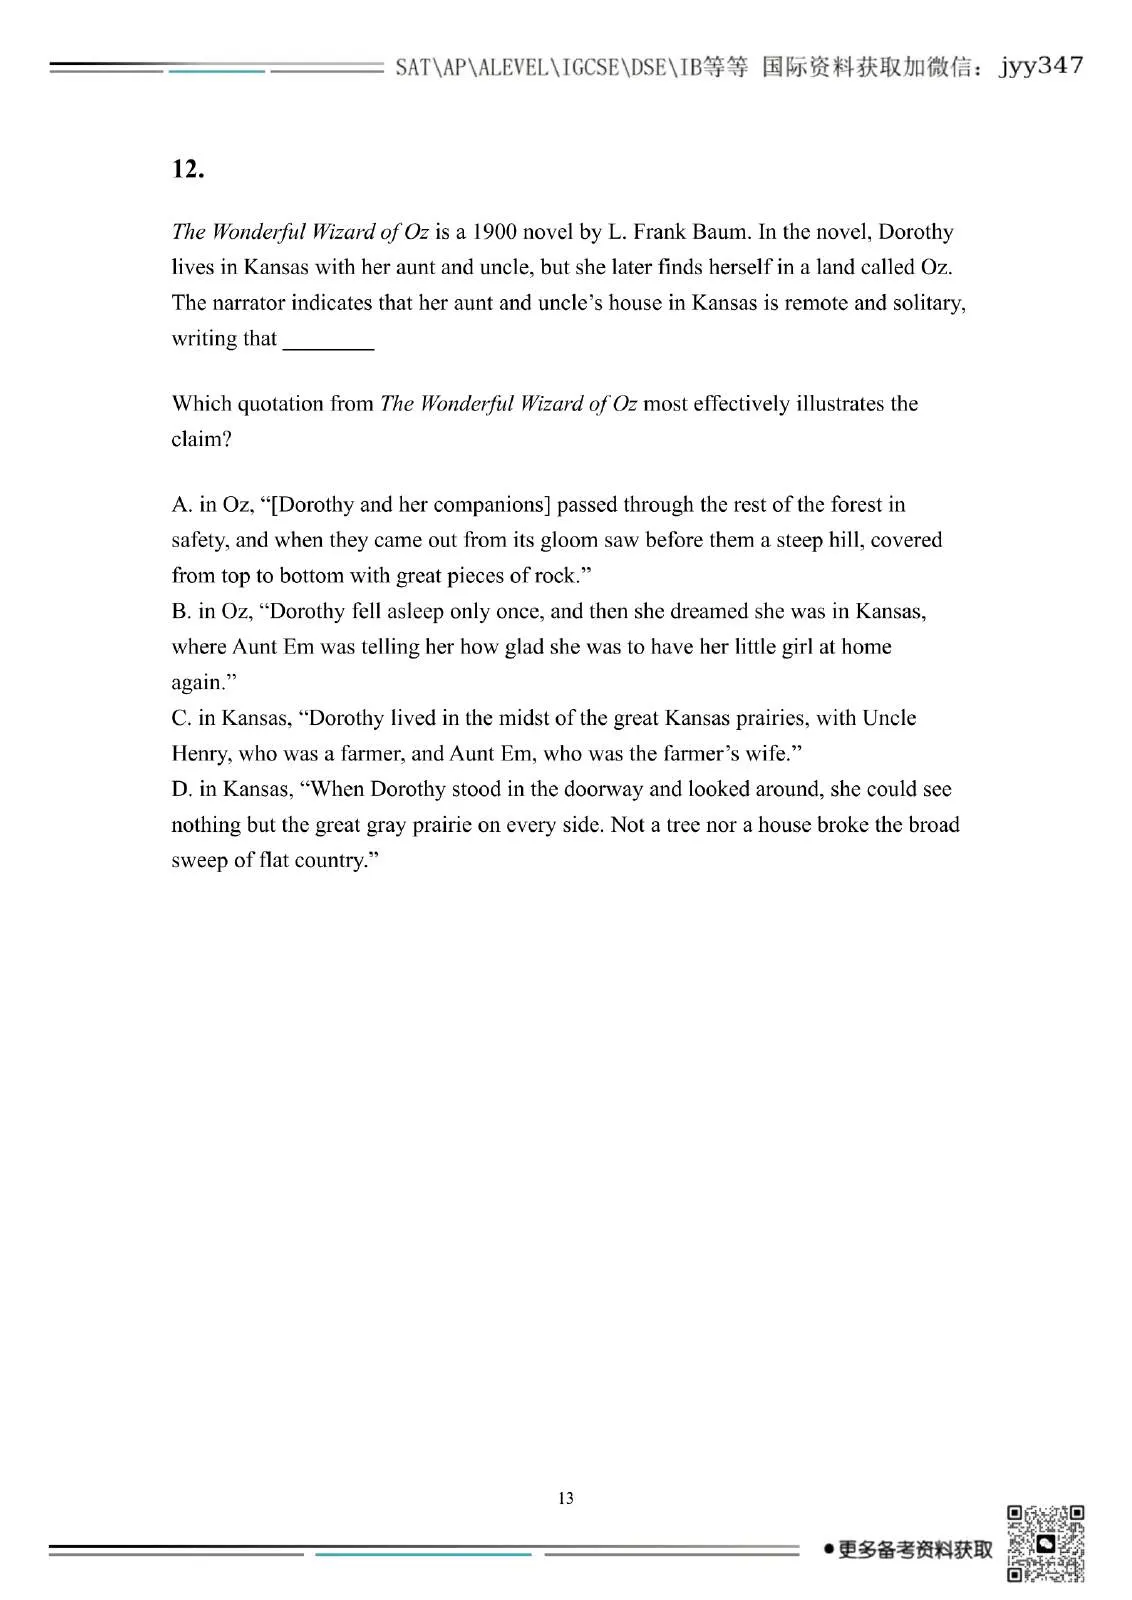 SAT\AP\ALEVEL\IGCSE\DSE\IB等等 国际资料获取加微信：jyy347
12.
The Wonderful Wizard of Oz is a 1900 novel by L. Frank Baum. In the novel, Dorothy
lives in Kansas with her aunt and uncle, but she later finds herself in a land called Oz.
The narrator indicates that her aunt and uncle’s house in Kansas is remote and solitary,
writing that ________
Which quotation from The Wonderful Wizard of Oz most effectively illustrates the
claim?
A. in Oz, “[Dorothy and her companions] passed through the rest of the forest in
safety, and when they came out from its gloom saw before them a steep hill, covered
from top to bottom with great pieces of rock.”
B. in Oz, “Dorothy fell asleep only once, and then she dreamed she was in Kansas,
where Aunt Em was telling her how glad she was to have her little girl at home
again.”
C. in Kansas, “Dorothy lived in the midst of the great Kansas prairies, with Uncle
Henry, who was a farmer, and Aunt Em, who was the farmer’s wife.”
D. in Kansas, “When Dorothy stood in the doorway and looked around, she could see
nothing but the great gray prairie on every side. Not a tree nor a house broke the broad
sweep of flat country.”
13
●更多备考资料获取